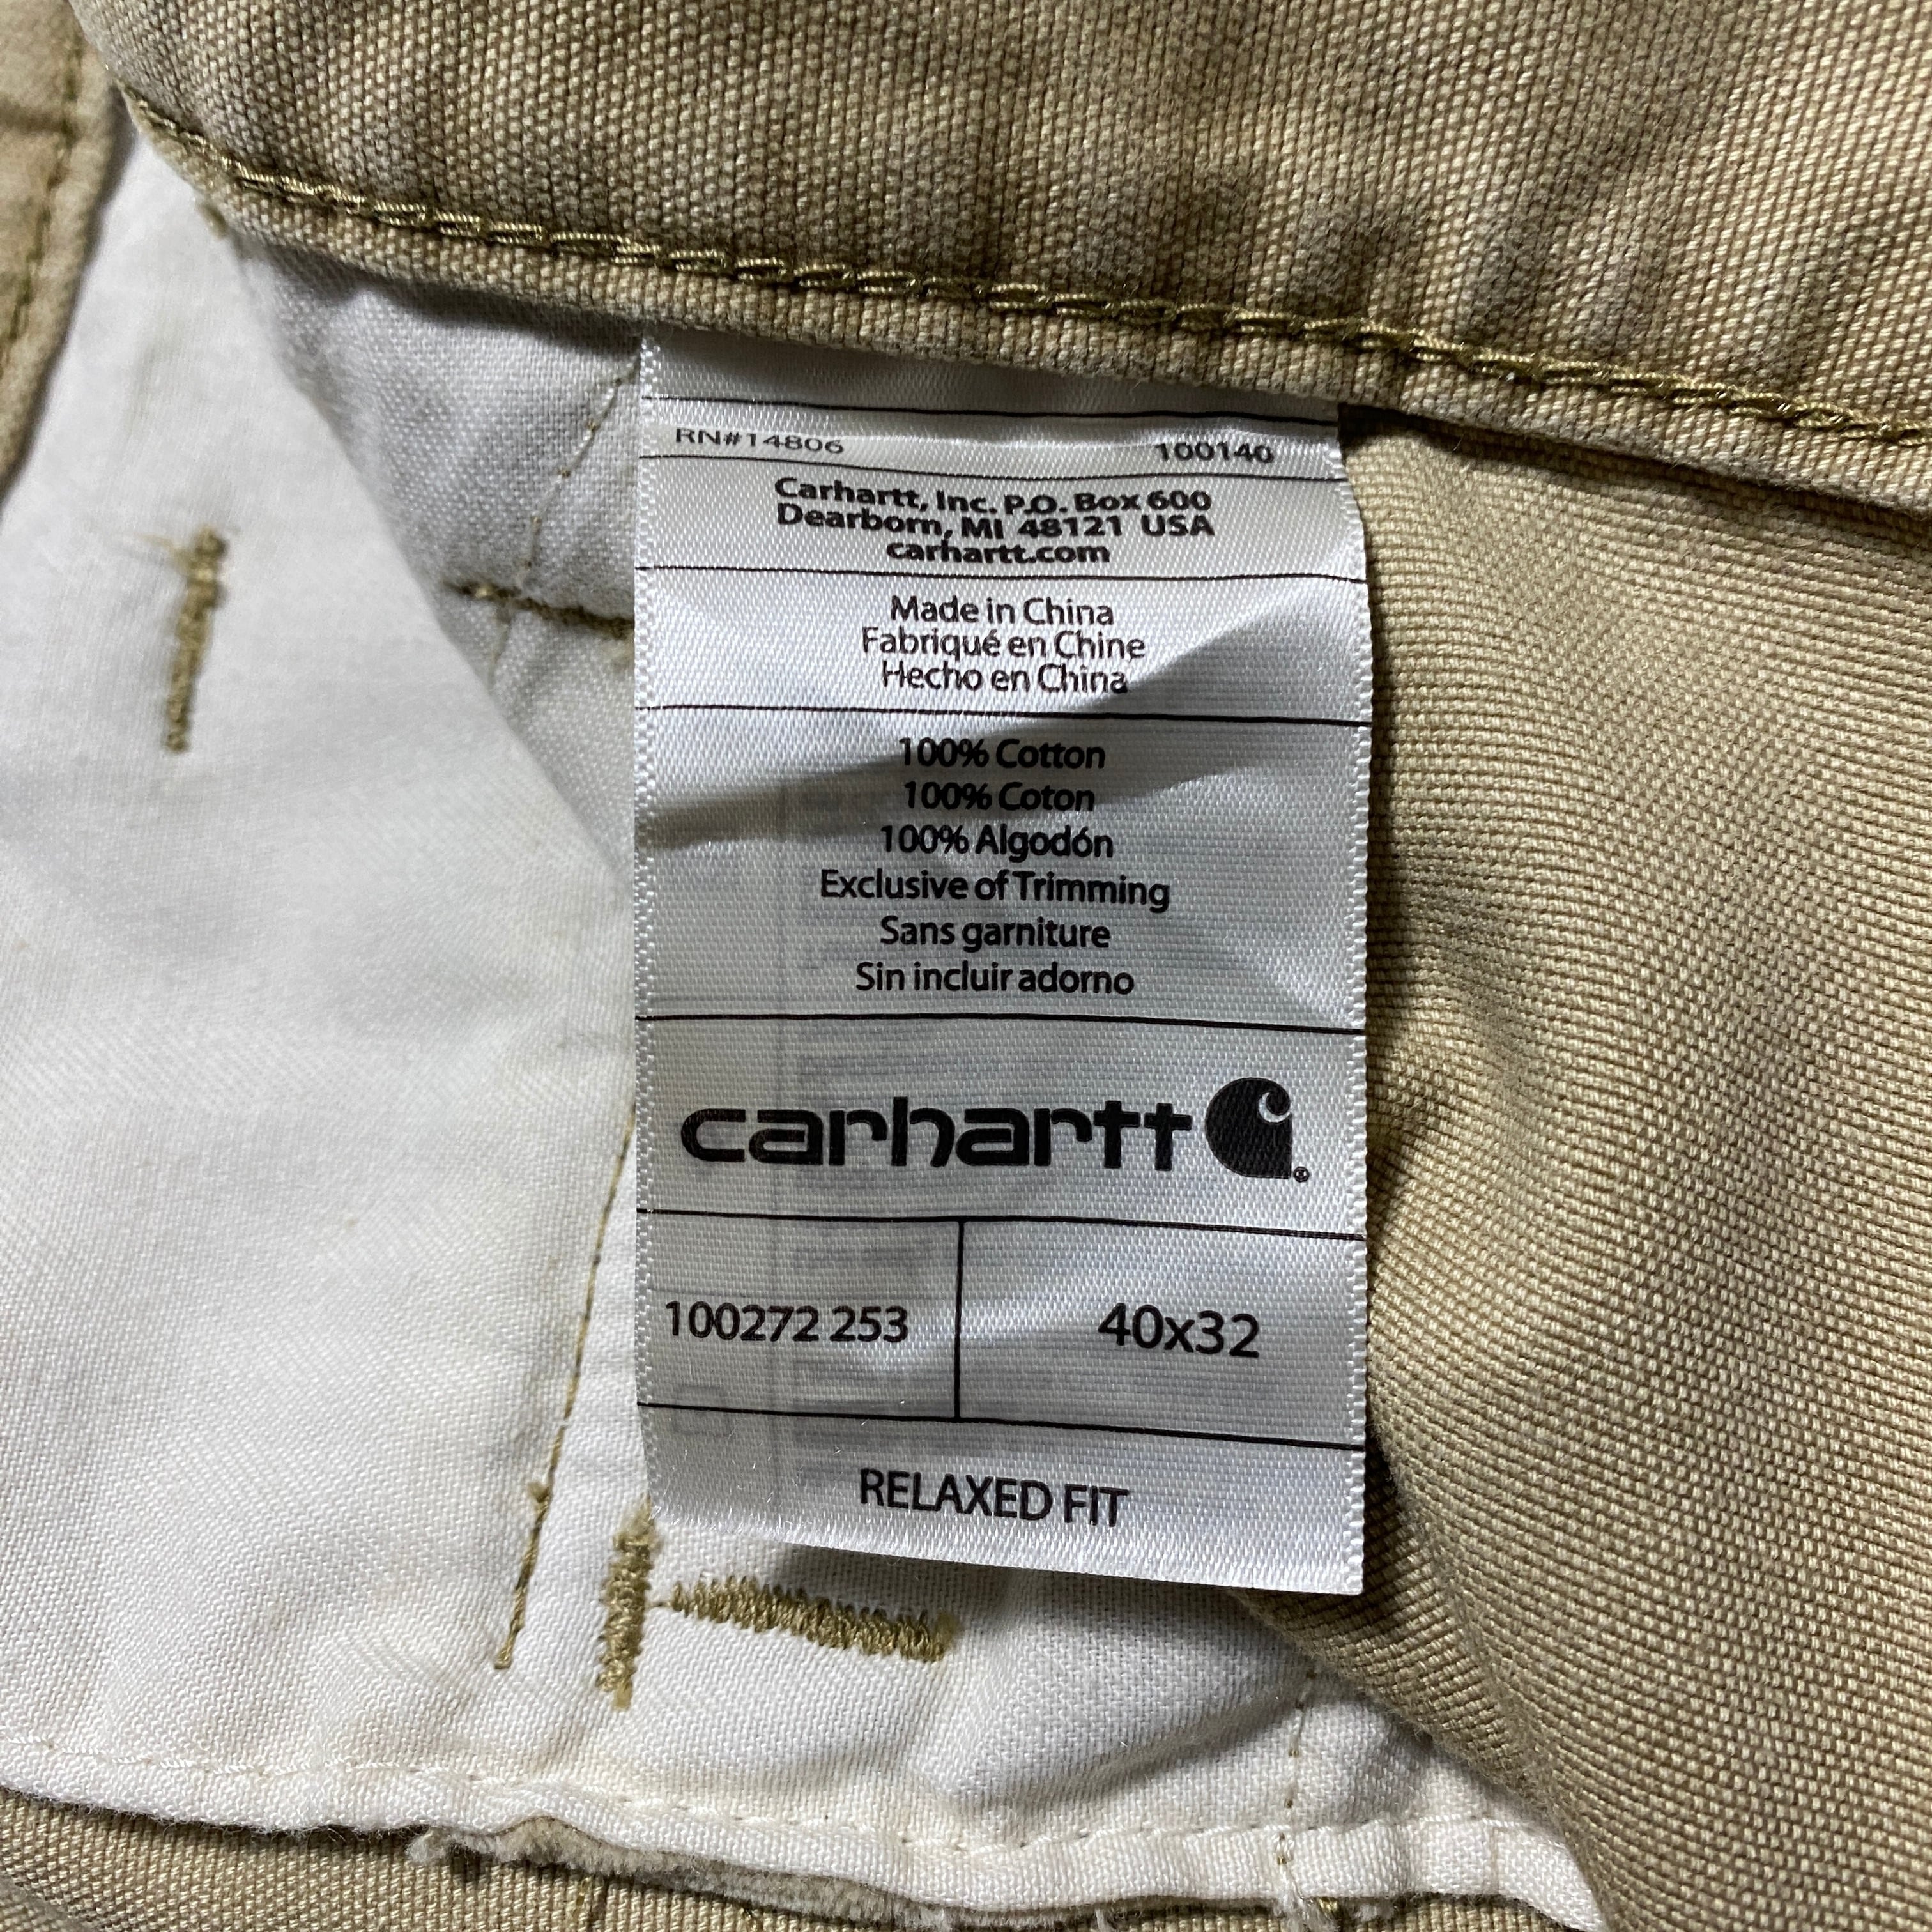 RN#14806 100140
Carhartt, Inc. P.O. Box 600
Dearborn, MI 48121 USA
carhartt.com
Made in China
Fabriqué en Chine
Hecho en China
100% Cotton
100% Coton
100% Algodón
Exclusive of Trimming
Sans garniture
Sin incluir adorno
carhartt ®
100272 253 40x32
RELAXED FIT